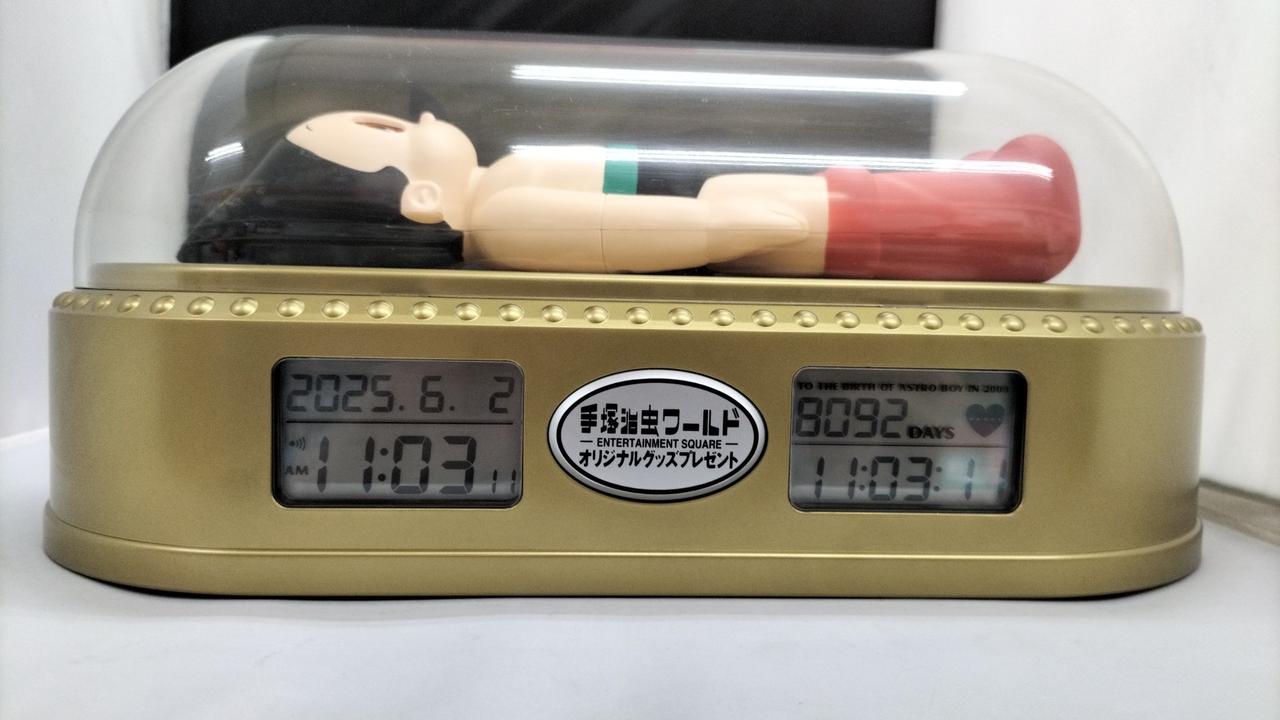 2025. 6. 2
AM 11:03 11
手塚治虫ワールド
ENTERTAINMENT SQUARE
オリジナルグッズプレゼント
TO THE BIRTH OF ASTRO BOY IN 2003
8092 DAYS
11:03:11